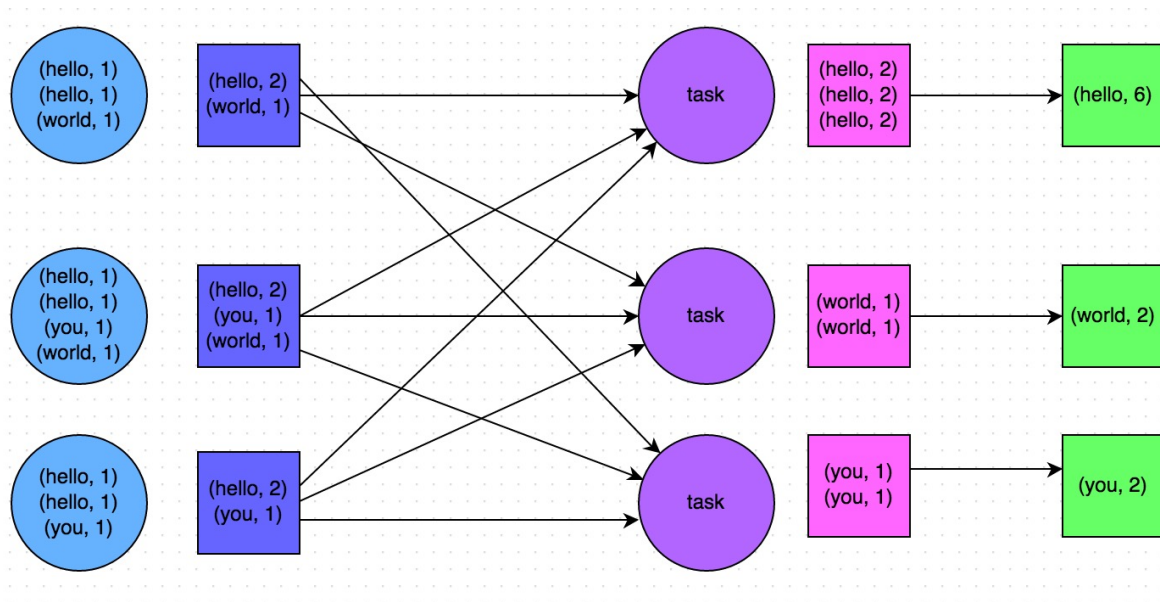 (hello, 1)
(hello, 1)
(world, 1)
(hello, 2)
(world, 1)
task
(hello, 2)
(hello, 2)
(hello, 2)
(hello, 6)
(hello, 1)
(hello, 1)
(you, 1)
(world, 1)
(hello, 2)
(you, 1)
(world, 1)
task
(world, 1)
(world, 1)
(world, 2)
(hello, 1)
(hello, 1)
(you, 1)
(hello, 2)
(you, 1)
task
(you, 1)
(you, 1)
(you, 2)